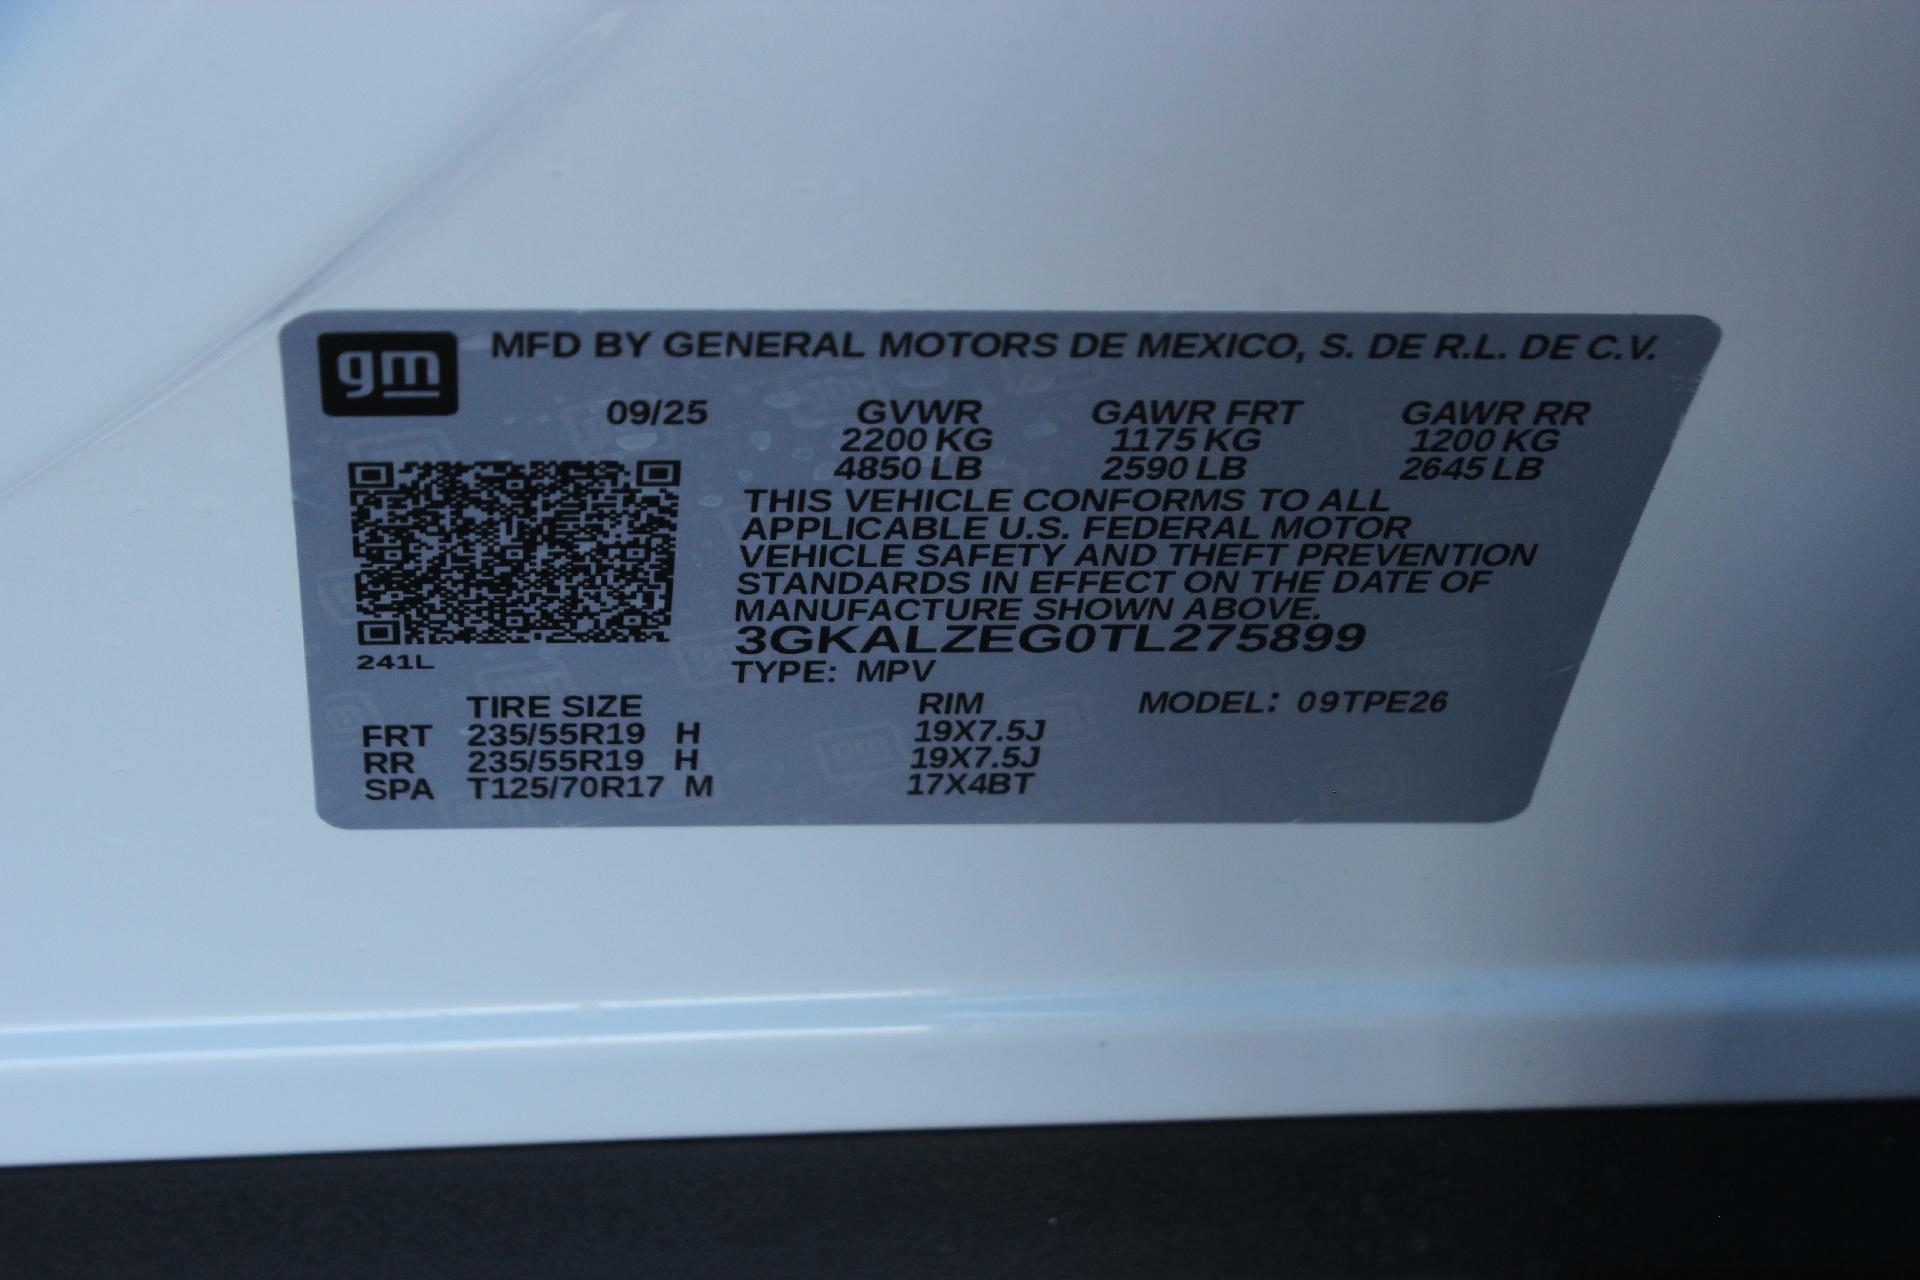 gm MFD BY GENERAL MOTORS DE MEXICO, S. DE R.L. DE C.V.
09/25 GVWR GAWR FRT GAWR RR
2200 KG 1175 KG 1200 KG
4850 LB 2590 LB 2645 LB
THIS VEHICLE CONFORMS TO ALL
APPLICABLE U.S. FEDERAL MOTOR
VEHICLE SAFETY AND THEFT PREVENTION
STANDARDS IN EFFECT ON THE DATE OF
MANUFACTURE SHOWN ABOVE.
3GKALZEG0TL275899
241L
TYPE: MPV
TIRE SIZE RIM MODEL: 09TPE26
FRT 235/55R19 H 19X7.5J
RR 235/55R19 H 19X7.5J
SPA T125/70R17 M 17X4BT